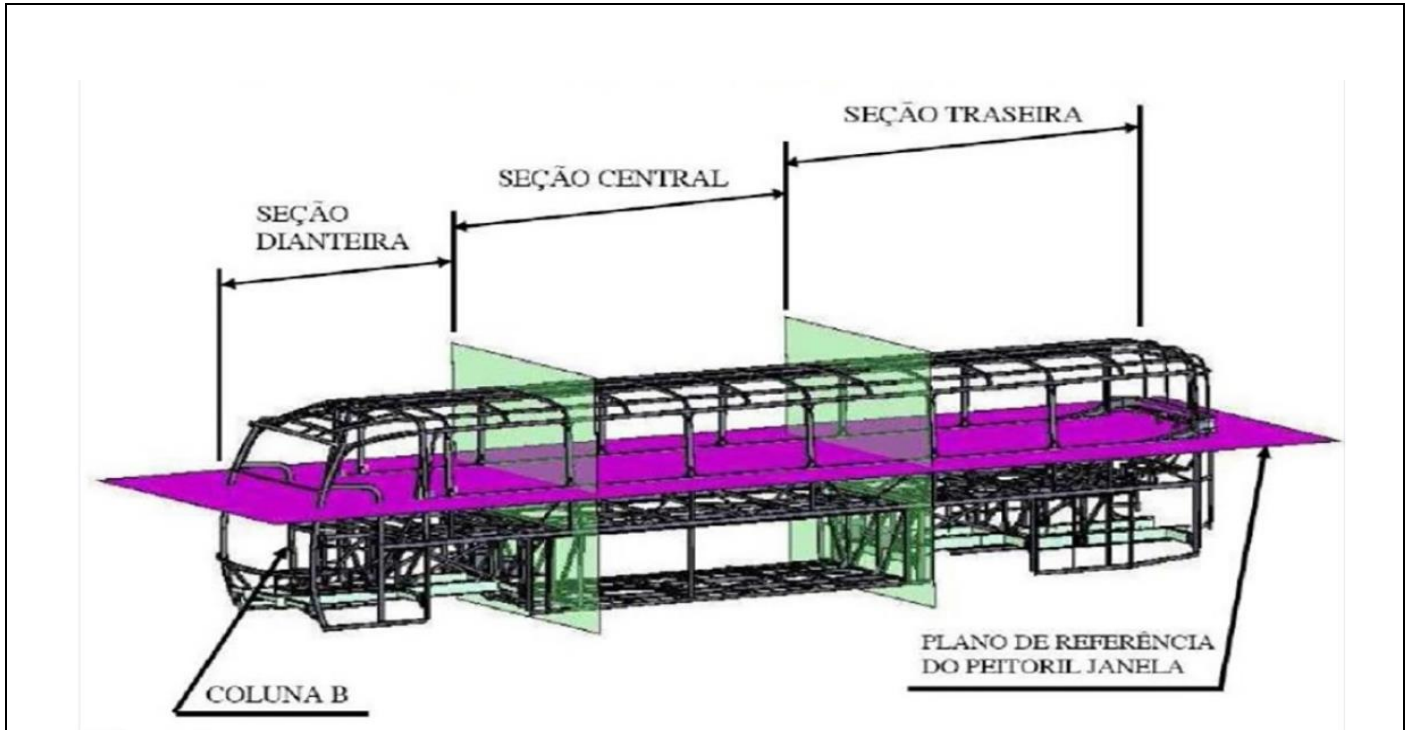 SEÇÃO TRASEIRA
SEÇÃO CENTRAL
SEÇÃO
DIANTEIRA
PLANO DE REFERÊNCIA
DO PEITORIL JANELA
COLUNA B